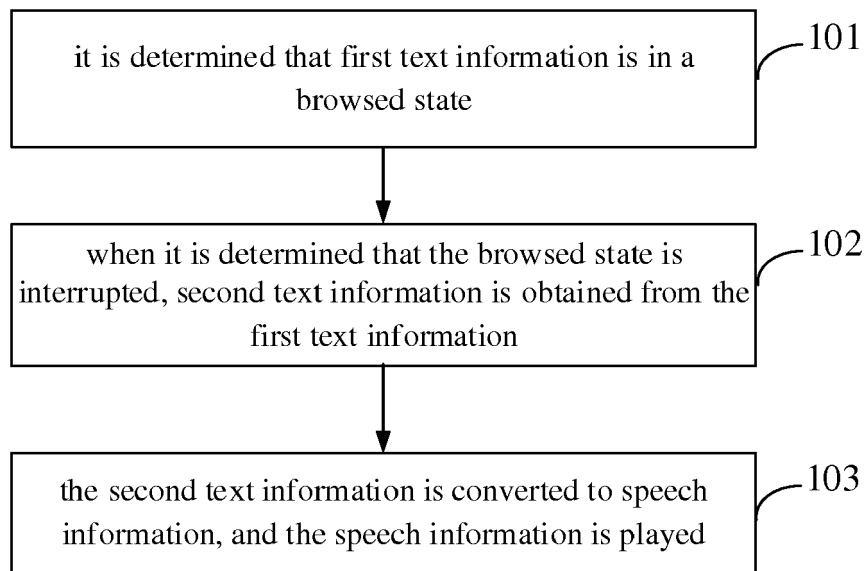 it is determined that first text information is in a
browsed state
101
when it is determined that the browsed state is
interrupted, second text information is obtained from the
first text information
102
the second text information is converted to speech
information, and the speech information is played
103